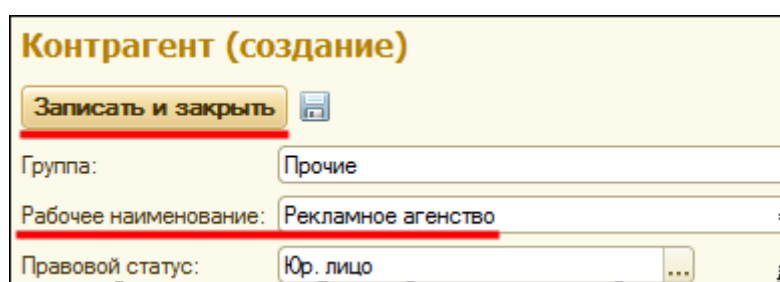 Контрагент (создание)
Записать и закрыть
Группа: Прочие
Рабочее наименование: Рекламное агенство
Правовой статус: Юр. лицо ...